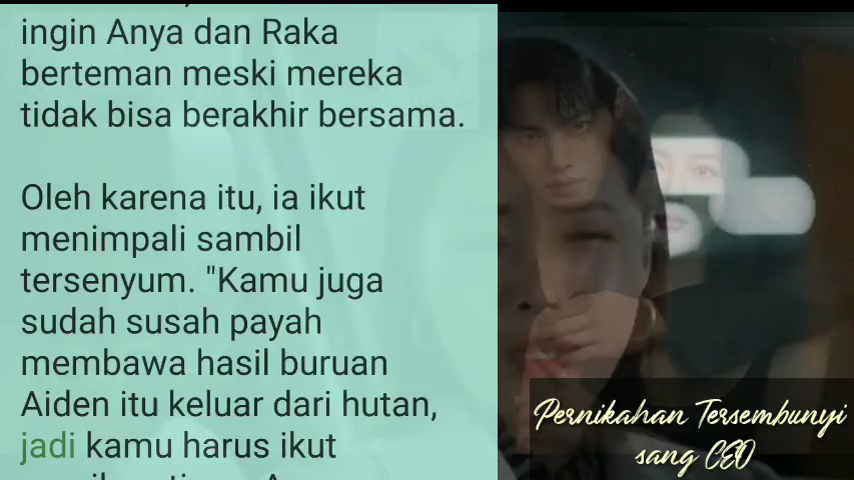 ingin Anya dan Raka
berteman meski mereka
tidak bisa berakhir bersama.
Oleh karena itu, ia ikut
menimpali sambil
tersenyum. "Kamu juga
sudah susah payah
membawa hasil buruan
Aiden itu keluar dari hutan,
jadi kamu harus ikut
Pernikahan Tersembunyi
sang CEO